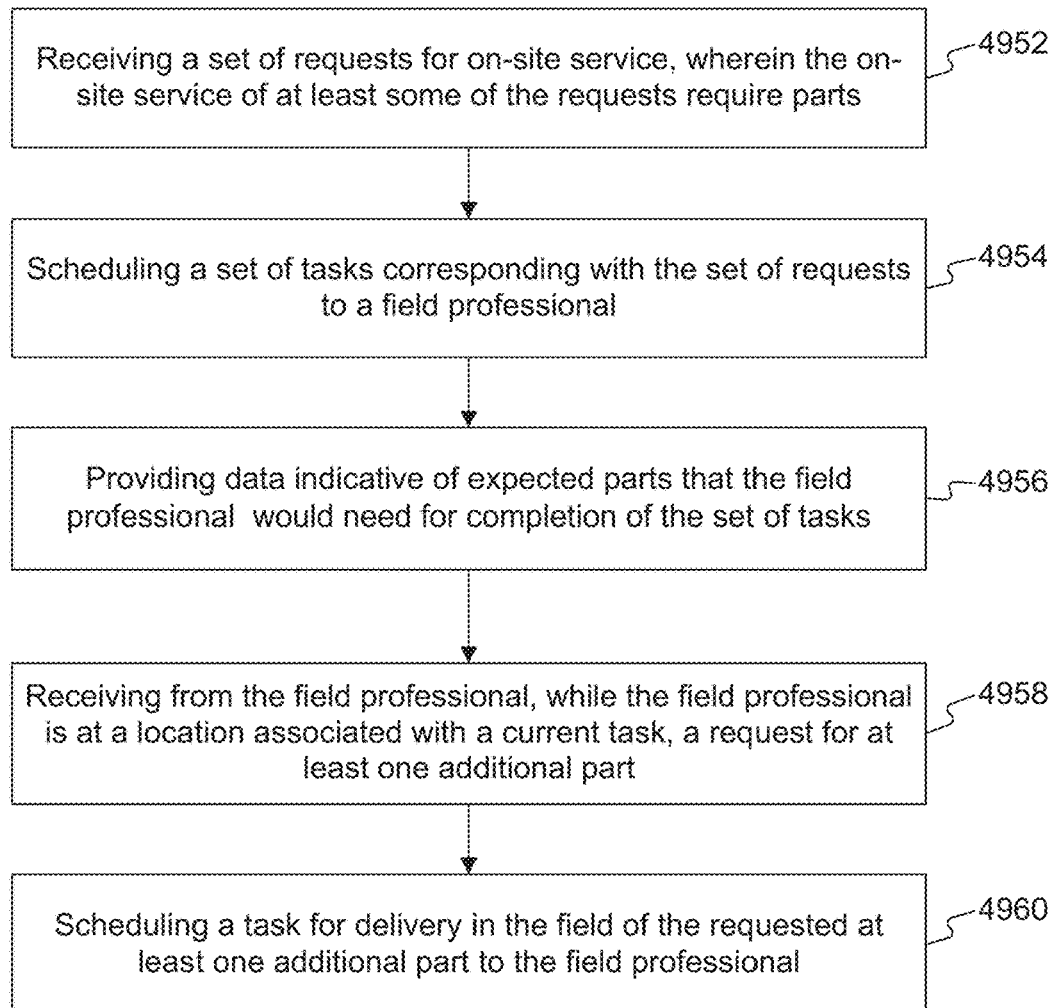 Receiving a set of requests for on-site service, wherein the on-
site service of at least some of the requests require parts
4952
Scheduling a set of tasks corresponding with the set of requests
to a field professional
4954
Providing data indicative of expected parts that the field
professional would need for completion of the set of tasks
4956
Receiving from the field professional, while the field professional
is at a location associated with a current task, a request for at
least one additional part
4958
Scheduling a task for delivery in the field of the requested at
least one additional part to the field professional
4960